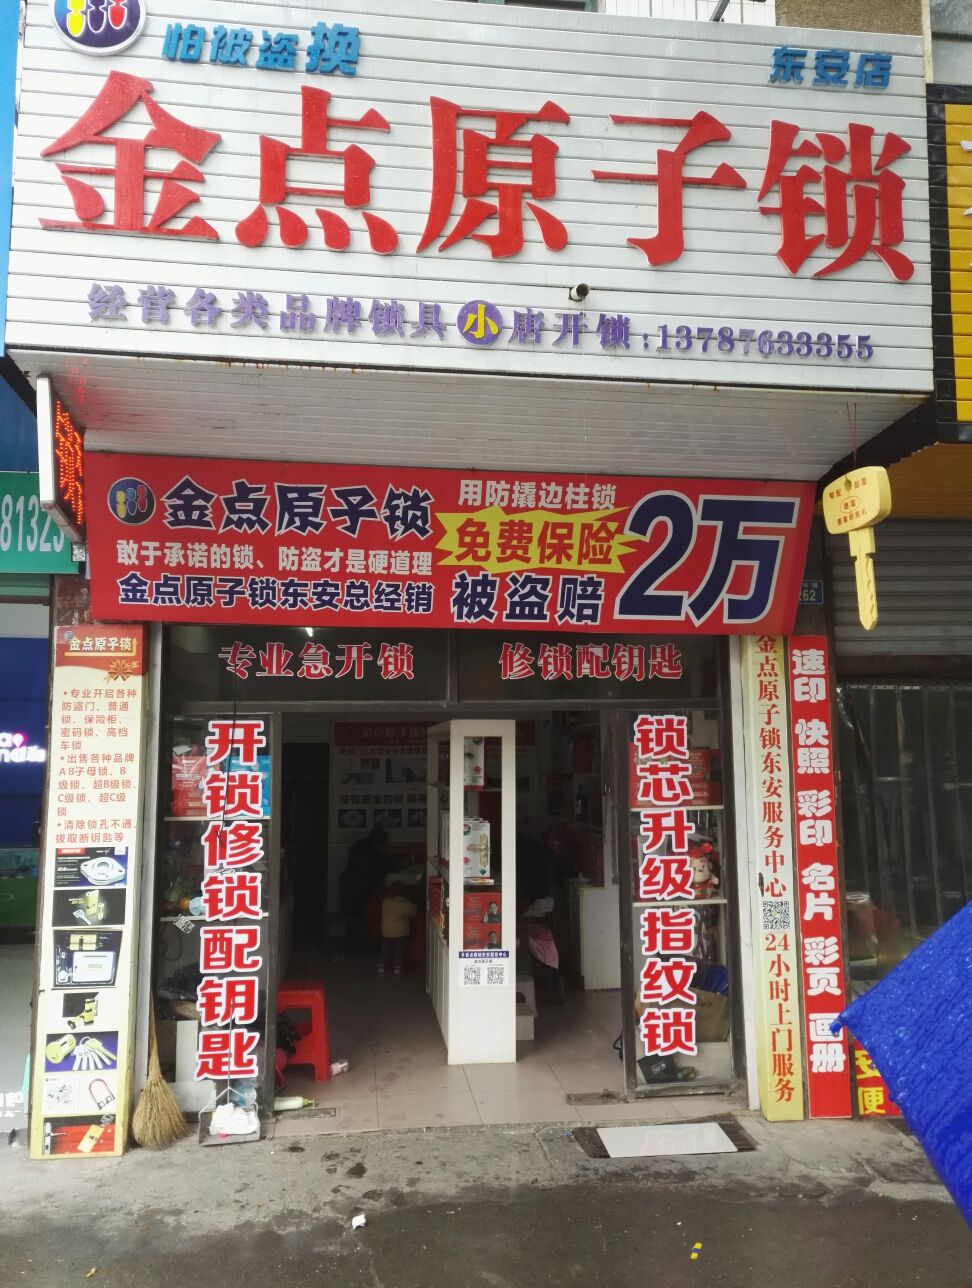 怕被盗换
东安店
金点原子锁
经营各类品牌锁具小唐开锁:13787633355
81323
金点原子锁
用防撬边柱锁
敢于承诺的锁、防盗才是硬道理
免费保险
金点原子锁东安总经销
被盗赔
2万
262
专业急开锁
修锁配钥匙
金点原子锁
•专业开启各种
防盗门、普通
锁、保险柜、
密码锁、高档
车锁
•出售各种品牌
AB子母锁、B
级锁、超B级锁、
C级锁、超C级
锁
•清除锁孔不通、
拔取断钥匙等
开锁修锁配钥匙
锁芯升级指纹锁
金点原子锁东安服务中心
24小时上门服务
速印 快照 彩印 名片 彩页 画册
便